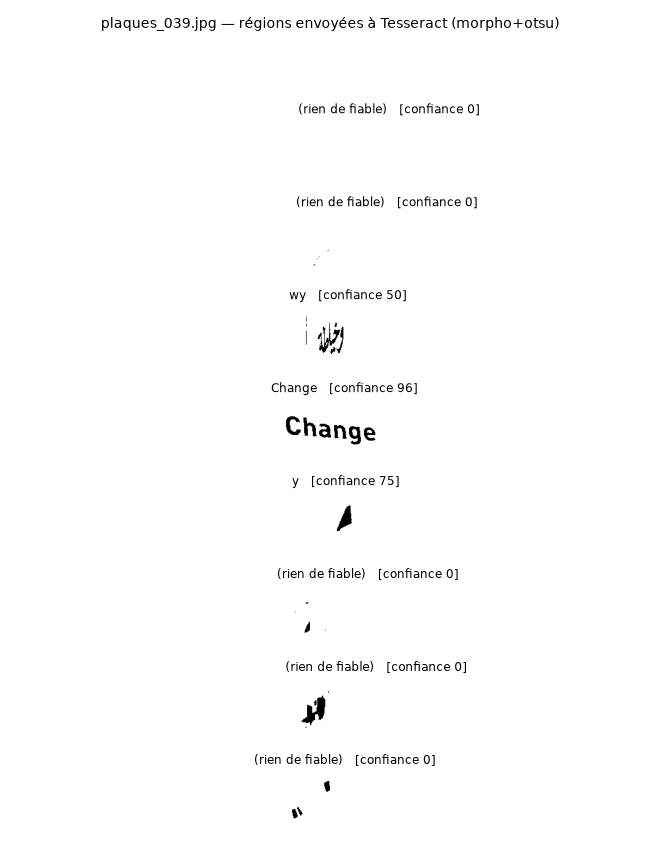 plaques_039.jpg — régions envoyées à Tesseract (morpho+otsu)
(rien de fiable) [confiance 0]
(rien de fiable) [confiance 0]
wy [confiance 50]
وخياطة
Change [confiance 96]
Change
y [confiance 75]
(rien de fiable) [confiance 0]
(rien de fiable) [confiance 0]
(rien de fiable) [confiance 0]